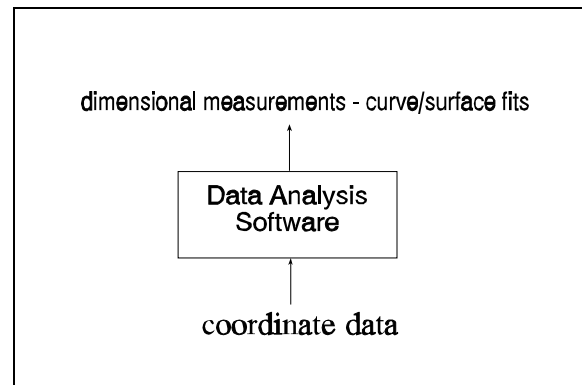 dimensional measurements - curve/surface fits
Data Analysis
Software
coordinate data